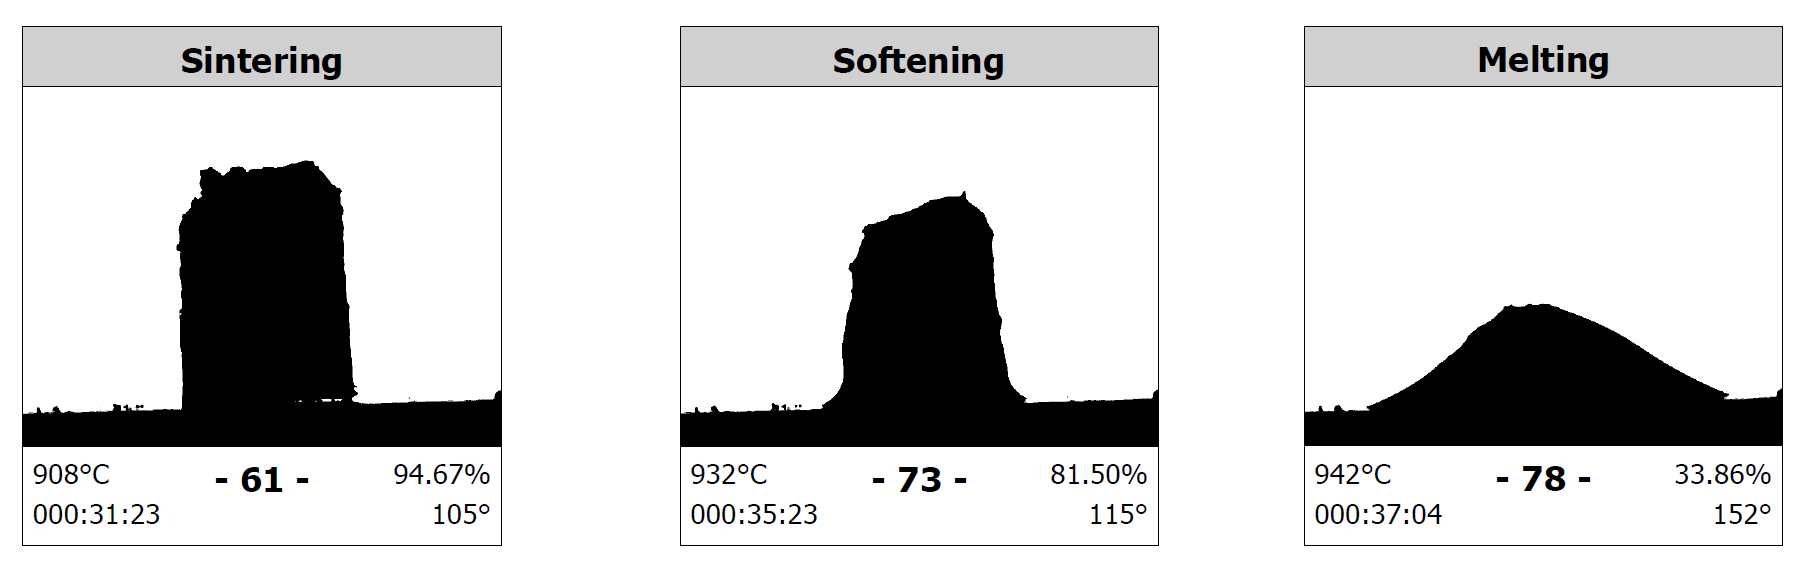 Sintering
908°C - 61 - 94.67%
000:31:23 105°
Softening
932°C - 73 - 81.50%
000:35:23 115°
Melting
942°C - 78 - 33.86%
000:37:04 152°